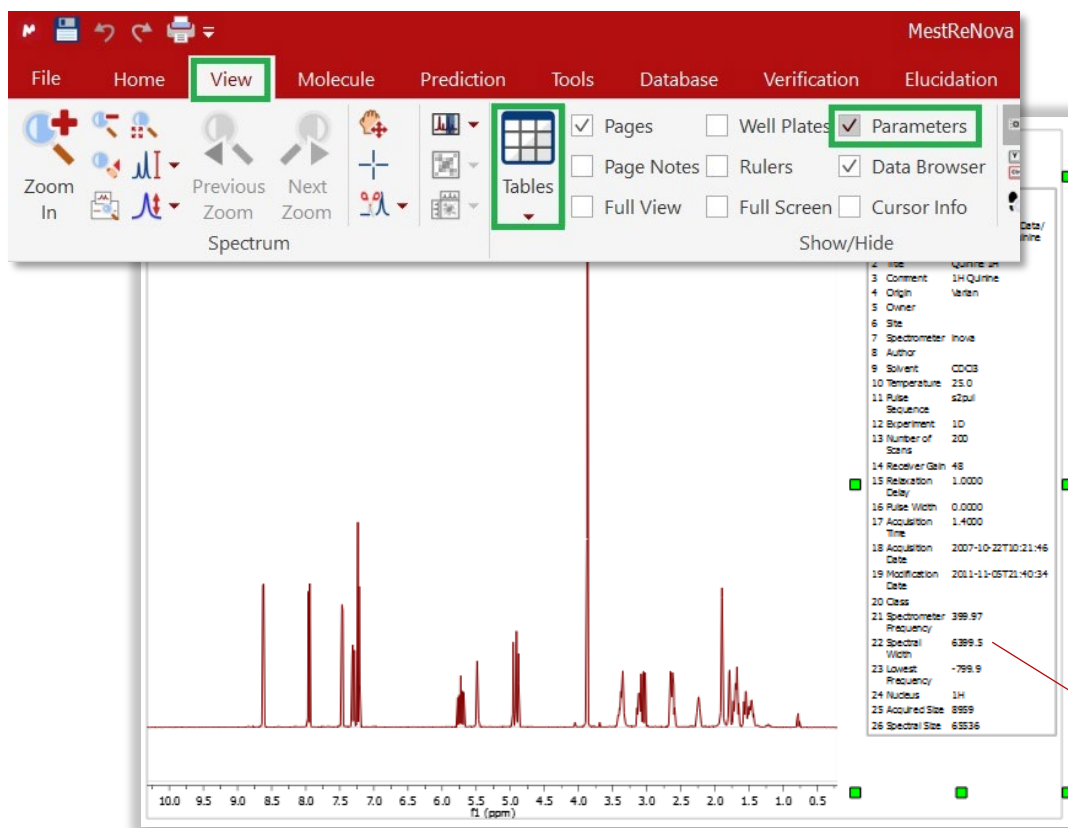 MestReNova
File Home View Molecule Prediction Tools Database Verification Elucidation
Zoom In
Previous Zoom
Next Zoom
Spectrum
Tables
Pages Well Plates Parameters
Page Notes Rulers Data Browser
Full View Full Screen Cursor Info
Show/Hide
Data/
2 Title Quinine 1H
3 Comment 1H Quinine
4 Origin Varian
5 Owner
6 Site
7 Spectrometer Inova
8 Author
9 Solvent CDCl3
10 Temperature 25.0
11 Pulse s2pul
Sequence
12 Experiment 1D
13 Number of 200
Scans
14 Receiver Gain 48
15 Relaxation 1.0000
Delay
16 Pulse Width 0.0000
17 Acquisition 1.4000
Time
18 Acquisition 2007-10-22T10:21:46
Date
19 Modification 2011-11-05T21:40:34
Date
20 Class
21 Spectrometer 399.97
Frequency
22 Spectral 6399.5
Width
23 Lowest -799.9
Frequency
24 Nucleus 1H
25 Acquired Size 8959
26 Spectral Size 65536
10.0 9.5 9.0 8.5 8.0 7.5 7.0 6.5 6.0 5.5 5.0 4.5 4.0 3.5 3.0 2.5 2.0 1.5 1.0 0.5
f1 (ppm)